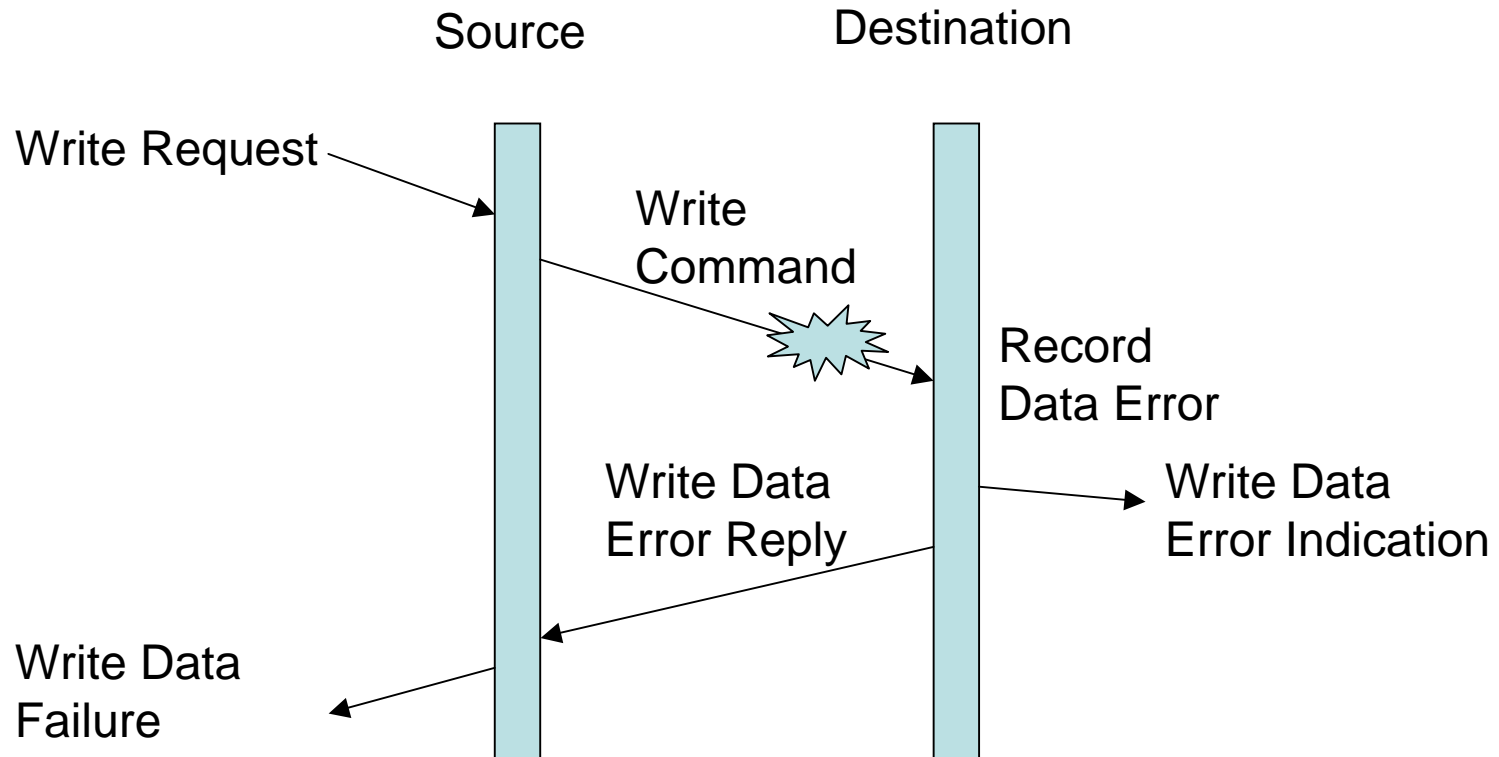 Source
Destination
Write Request
Write
Command
Record
Data Error
Write Data
Error Reply
Write Data
Error Indication
Write Data
Failure